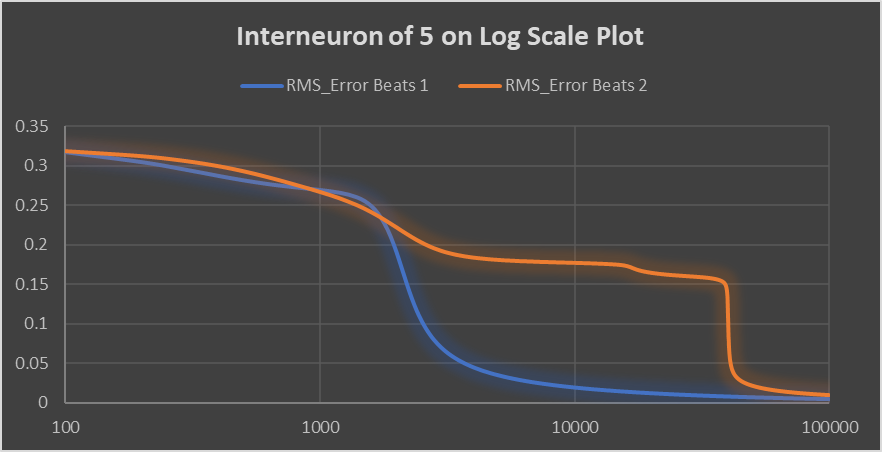 Interneuron of 5 on Log Scale Plot
RMS_Error Beats 1 RMS_Error Beats 2
0.35
0.3
0.25
0.2
0.15
0.1
0.05
0
100 1000 10000 100000